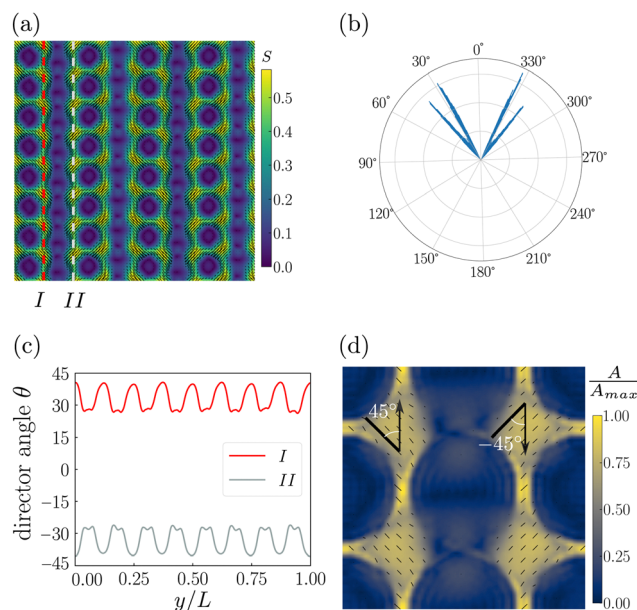 (a)
S
0.5
0.4
0.3
0.2
0.1
0.0
I
II
(b)
0°
30°
330°
60°
300°
90°
270°
120°
240°
150°
210°
180°
(c)
45
30
15
0
−15
−30
−45
director angle θ
I
II
0.00
0.25
0.50
0.75
1.00
y/L
(d)
45°
−45°
A
A_max
1.00
0.75
0.50
0.25
0.00